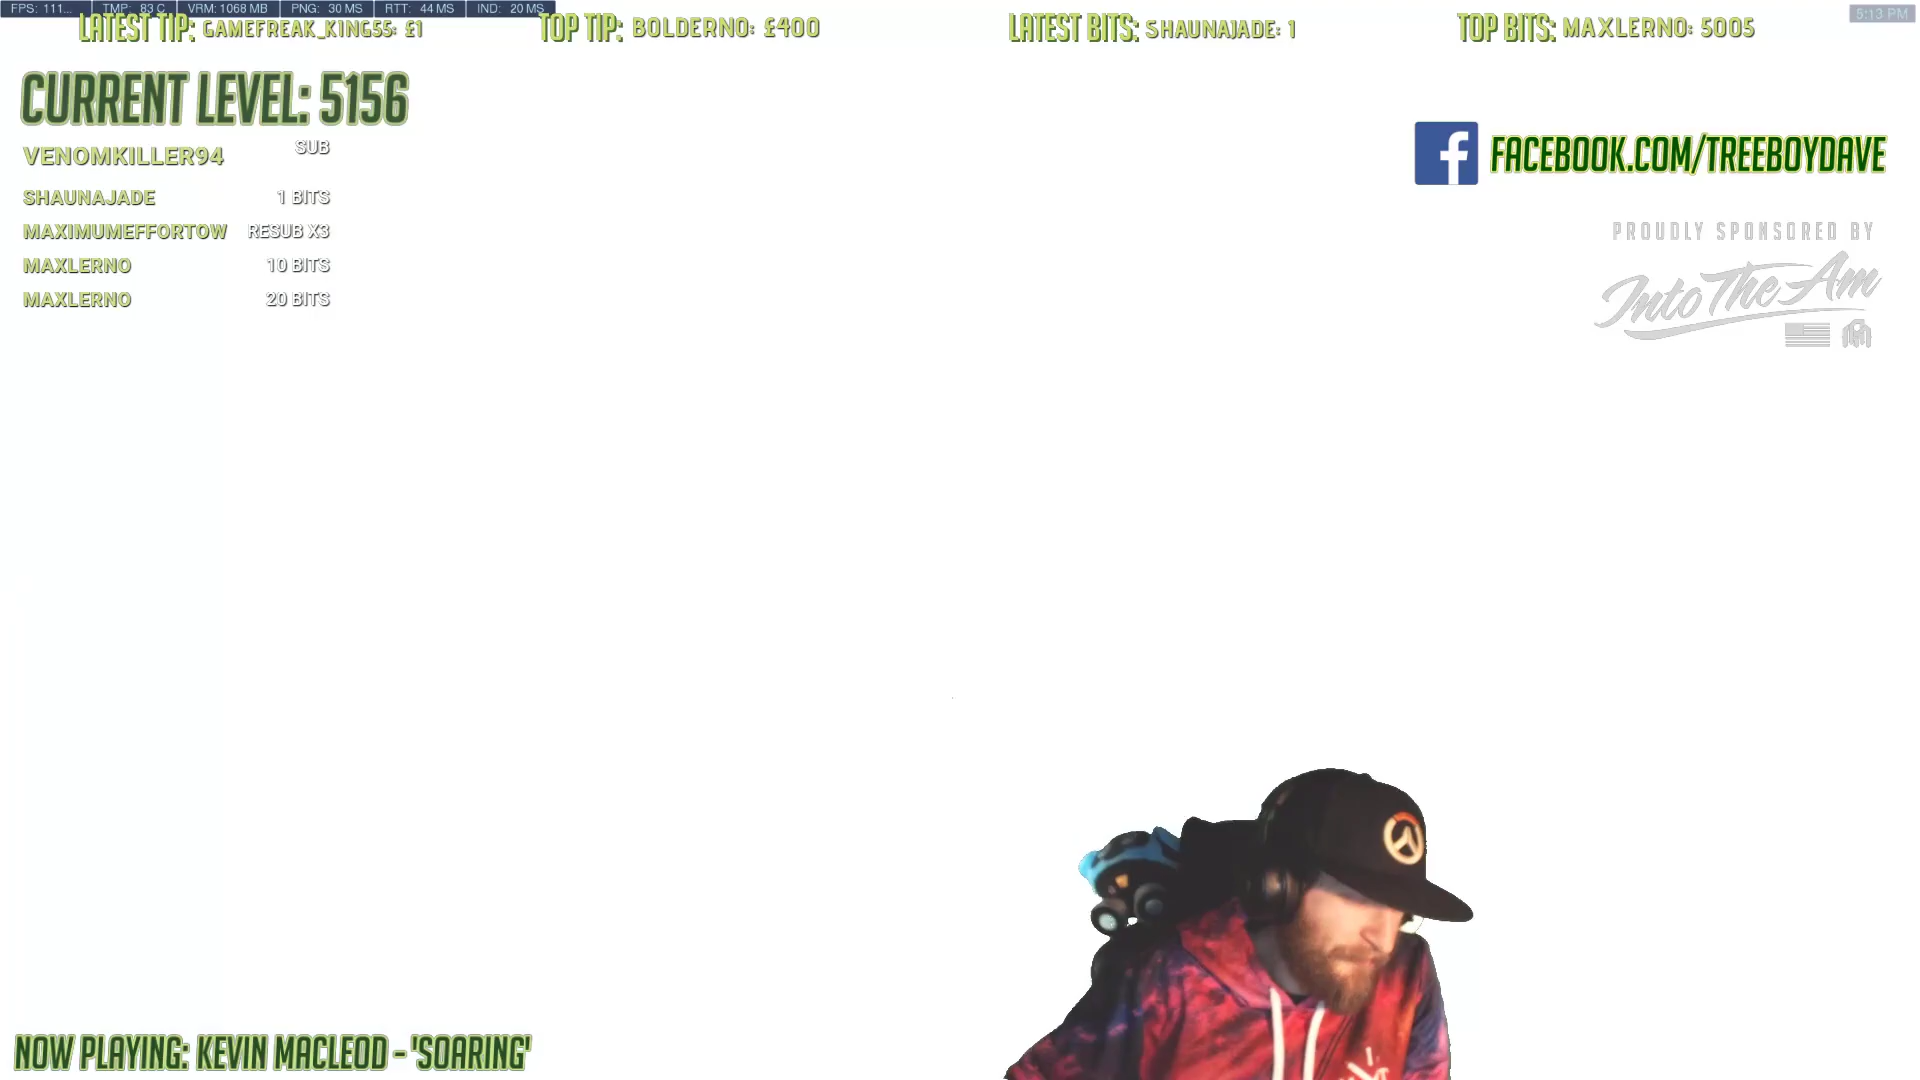 FPS: 111... TMP: 83 C VRM: 1068 MB PNG: 30 MS RTT: 44 MS IND: 20 MS
5:13 PM
LATEST TIP: GAMEFREAK_KINGSS: £1
TOP TIP: BOLDERNO: £400
LATEST BITS: SHAUNAJADE: 1
TOP BITS: MAXLERNO: 5005
CURRENT LEVEL: 5156
VENOMKILLER94 SUB
SHAUNAJADE 1 BITS
MAXIMUMEFFORTOW RESUB X3
MAXLERNO 10 BITS
MAXLERNO 20 BITS
FACEBOOK.COM/TREEBOYDAVE
PROUDLY SPONSORED BY
Into The Am
NOW PLAYING: KEVIN MACLEOD - 'SOARING'